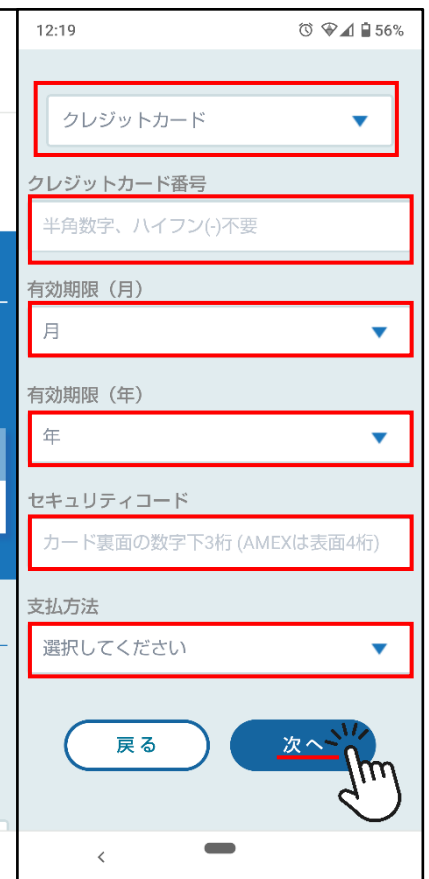 12:19 56%
クレジットカード
クレジットカード番号
半角数字、ハイフン(-)不要
有効期限（月）
月
有効期限（年）
年
セキュリティコード
カード裏面の数字下3桁 (AMEXは表面4桁)
支払方法
選択してください
戻る 次へ